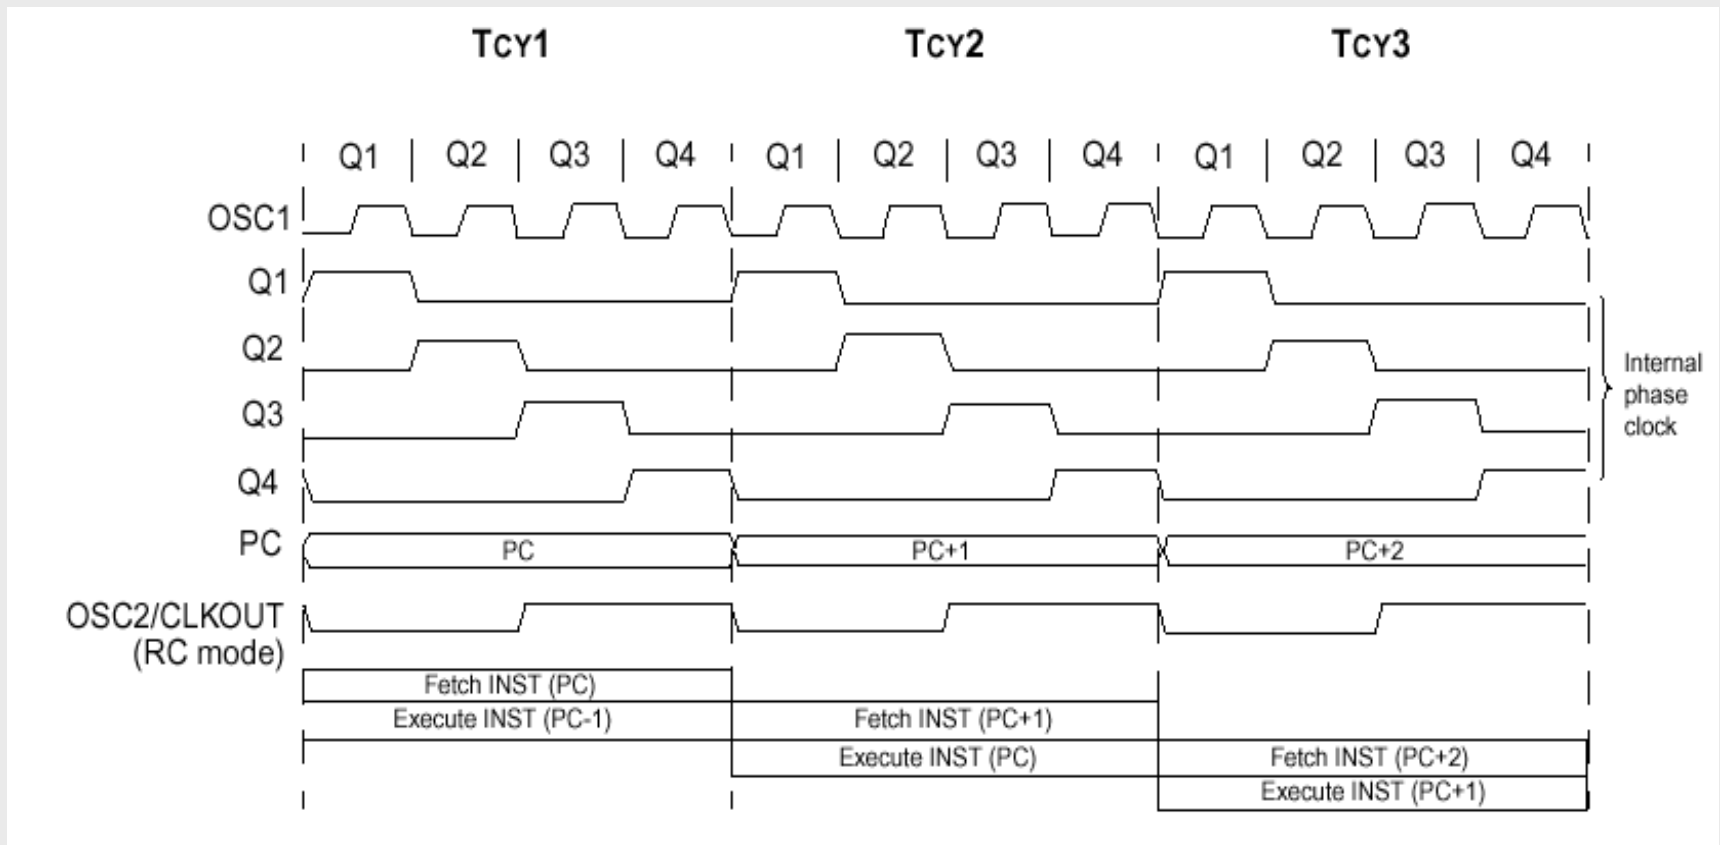 TCY1 TCY2 TCY3
Q1 Q2 Q3 Q4 Q1 Q2 Q3 Q4 Q1 Q2 Q3 Q4
OSC1
Q1
Q2
Internal
phase
clock
Q3
Q4
PC PC PC+1 PC+2
OSC2/CLKOUT
(RC mode)
Fetch INST (PC)
Execute INST (PC-1) Fetch INST (PC+1)
Execute INST (PC) Fetch INST (PC+2)
Execute INST (PC+1)